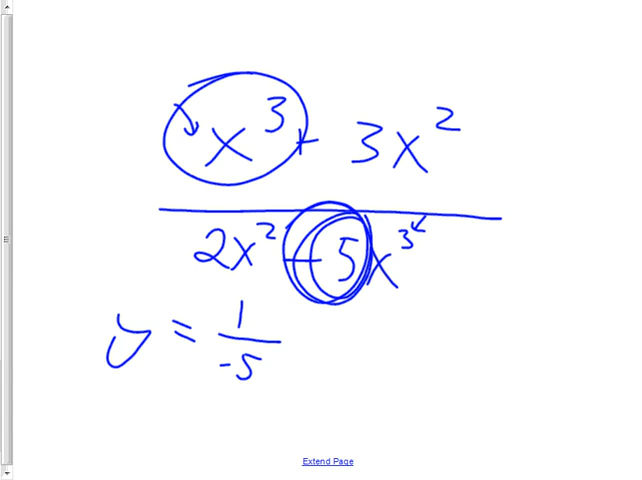 x³ + 3x²
2x² - 5x³
y = 1/-5
Extend Page